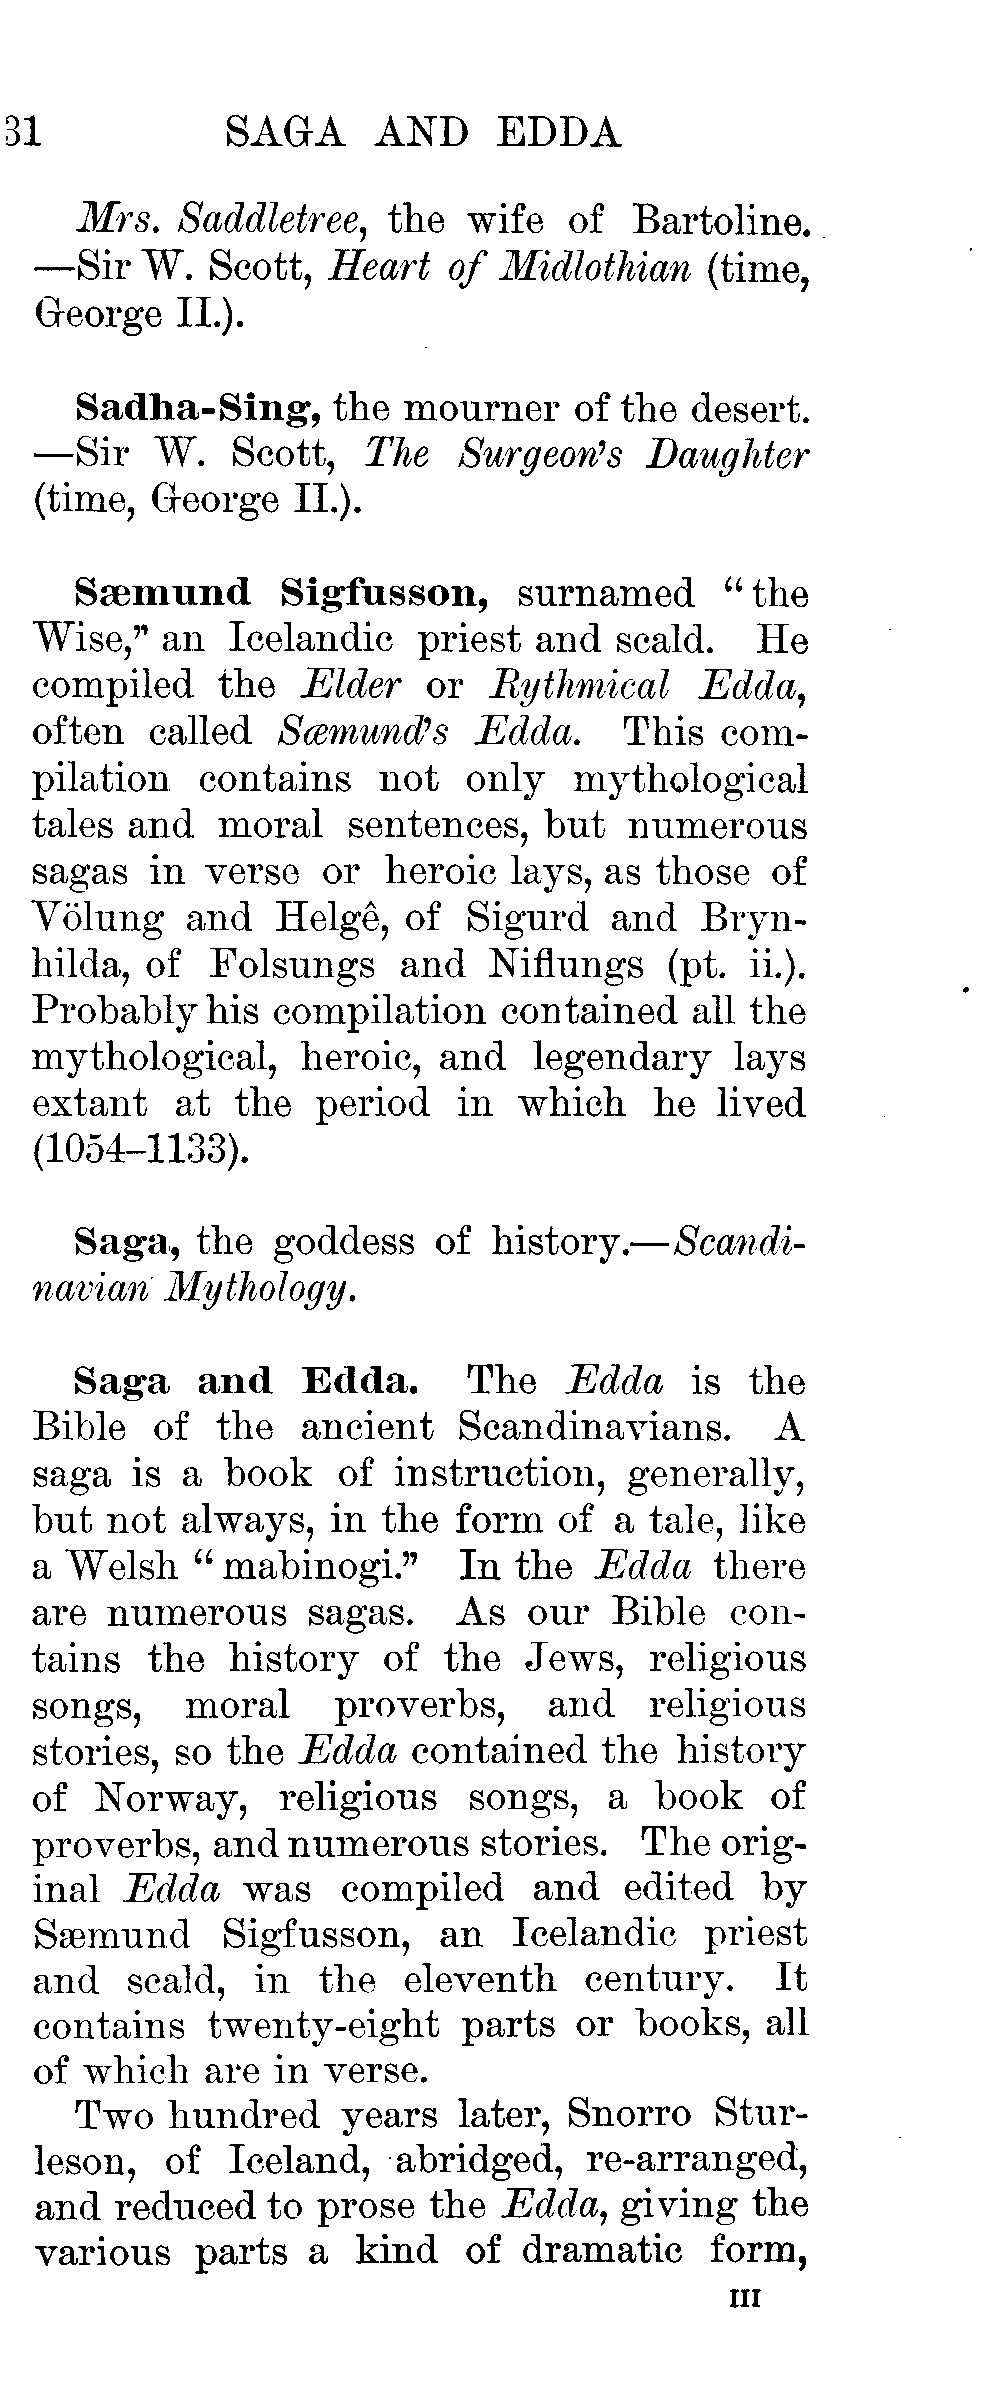 31 SAGA AND EDDA
Mrs. Saddletree, the wife of Bartoline.
—Sir W. Scott, Heart of Midlothian (time,
George II.).
Sadha-Sing, the mourner of the desert.
—Sir W. Scott, The Surgeon's Daughter
(time, George II.).
Sæmund Sigfusson, surnamed "the
Wise," an Icelandic priest and scald. He
compiled the Elder or Rythmical Edda,
often called Sæmund's Edda. This com-
pilation contains not only mythological
tales and moral sentences, but numerous
sagas in verse or heroic lays, as those of
Völung and Helgê, of Sigurd and Bryn-
hilda, of Folsungs and Niflungs (pt. ii.).
Probably his compilation contained all the
mythological, heroic, and legendary lays
extant at the period in which he lived
(1054–1133).
Saga, the goddess of history.—Scandi-
navian Mythology.
Saga and Edda. The Edda is the
Bible of the ancient Scandinavians. A
saga is a book of instruction, generally,
but not always, in the form of a tale, like
a Welsh "mabinogi." In the Edda there
are numerous sagas. As our Bible con-
tains the history of the Jews, religious
songs, moral proverbs, and religious
stories, so the Edda contained the history
of Norway, religious songs, a book of
proverbs, and numerous stories. The orig-
inal Edda was compiled and edited by
Sæmund Sigfusson, an Icelandic priest
and scald, in the eleventh century. It
contains twenty-eight parts or books, all
of which are in verse.
Two hundred years later, Snorro Stur-
leson, of Iceland, abridged, re-arranged,
and reduced to prose the Edda, giving the
various parts a kind of dramatic form,
III